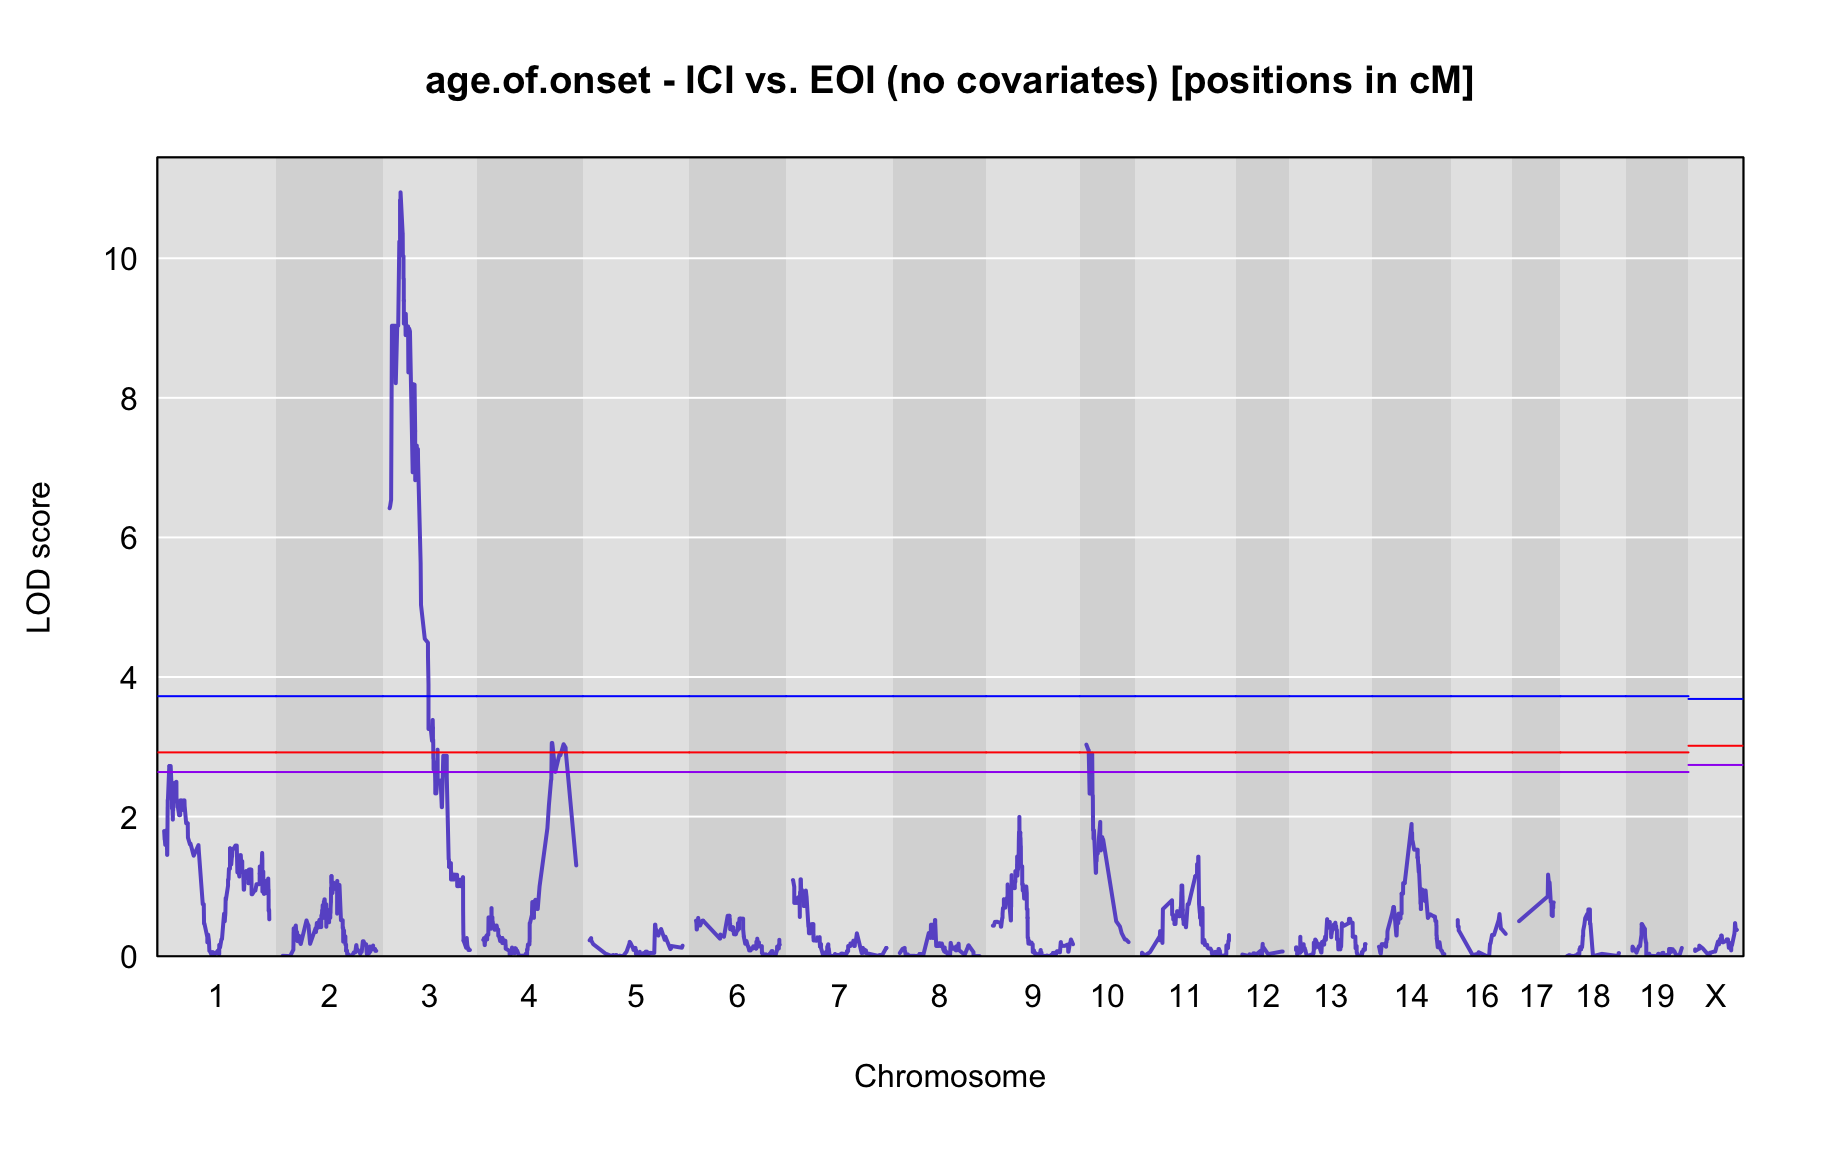 age.of.onset - ICI vs. EOI (no covariates) [positions in cM]
LOD score
10
8
6
4
2
0
1 2 3 4 5 6 7 8 9 10 11 12 13 14 16 17 18 19 X
Chromosome